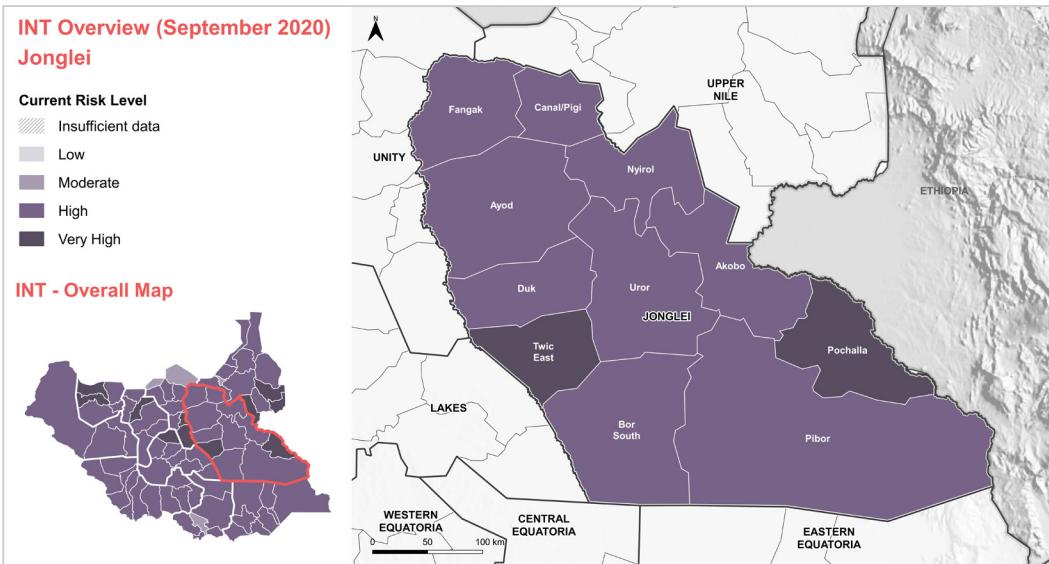 INT Overview (September 2020)
Jonglei
Current Risk Level
Insufficient data
Low
Moderate
High
Very High
INT - Overall Map
N
UPPER
NILE
Fangak
Canal/Pigi
UNITY
Nyirol
ETHIOPIA
Ayod
Akobo
Duk
Uror
JONGLEI
Twic
East
Pochalla
LAKES
Bor
South
Pibor
WESTERN
EQUATORIA
CENTRAL
EQUATORIA
EASTERN
EQUATORIA
0 50 100 km